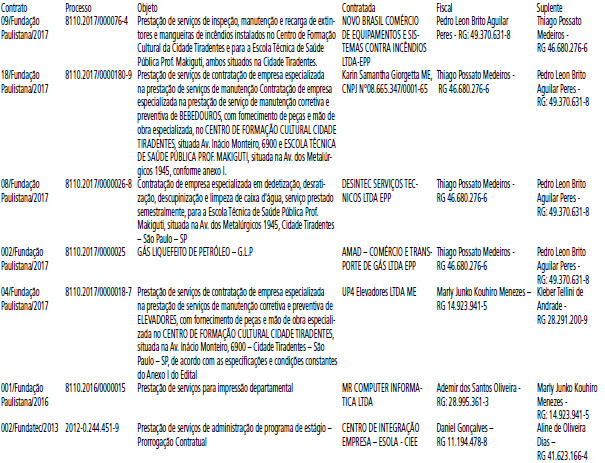 Contrato Processo Objeto Contratada Fiscal Suplente
09/Fundação 8110.2017/000076-4 Prestação de serviços de inspeção, manutenção e recarga de extin- NOVO BRASIL COMÉRCIO Pedro Leon Brito Aguilar Thiago Possato
Paulistana/2017 tores e mangueiras de incêndios instalados no Centro de Formação DE EQUIPAMENTOS E SIS- Peres - RG: 49.370.631-8 Medeiros -
Cultural da Cidade Tiradentes e para a Escola Técnica de Saúde TEMAS CONTRA INCÊNDIOS RG 46.680.276-6
Pública Prof. Makiguti, ambos situados na Cidade Tiradentes. LTDA-EPP
18/Fundação 8110.2017/0000180-9 Prestação de serviços de contratação de empresa especializada Karin Samantha Giorgetta ME, Thiago Possato Medeiros - Pedro Leon Brito
Paulistana/2017 na prestação de serviços de manutenção Contratação de empresa CNPJ Nº08.665.347/0001-65 RG 46.680.276-6 Aguilar Peres -
especializada na prestação de serviço de manutenção corretiva e RG: 49.370.631-8
preventiva de BEBEDOUROS, com fornecimento de peças e mão de
obra especializada, no CENTRO DE FORMAÇÃO CULTURAL CIDADE
TIRADENTES, situada Av. Inácio Monteiro, 6900 e ESCOLA TÉCNICA
DE SAÚDE PÚBLICA PROF. MAKIGUTI, situada na Av. dos Metalúr-
gicos 1945, conforme anexo I.
08/Fundação 8110.2017/0000026-8 Contratação de empresa especializada em dedetização, desrati- DESINTEC SERVIÇOS TEC- Thiago Possato Medeiros - Pedro Leon Brito
Paulistana/2017 zação, descupinização e limpeza de caixa d'água, serviço prestado NICOS LTDA EPP RG 46.680.276-6 Aguilar Peres -
semestralmente, para a Escola Técnica de Saúde Pública Prof. RG: 49.370.631-8
Makiguti, situada na Av. dos Metalúrgicos 1945, Cidade Tiradentes
– São Paulo – SP
002/Fundação 8110.2017/0000025 GÁS LIQUEFEITO DE PETRÓLEO – G.L.P AMAD – COMÉRCIO E TRANS- Thiago Possato Medeiros - Pedro Leon Brito
Paulistana/2017 PORTE DE GÁS LTDA EPP RG 46.680.276-6 Aguilar Peres -
RG: 49.370.631-8
04/Fundação 8110.2017/0000018-7 Prestação de serviços de contratação de empresa especializada UP4 Elevadores LTDA ME Marly Junko Kouhiro Menezes – Kleber Tellini de
Paulistana/2017 na prestação de serviços de manutenção corretiva e preventiva de RG 14.923.941-5 Andrade -
ELEVADORES, com fornecimento de peças e mão de obra especiali- RG 28.291.200-9
zada no CENTRO DE FORMAÇÃO CULTURAL CIDADE TIRADENTES,
situada na Av. Inácio Monteiro, 6900 – Cidade Tiradentes – São
Paulo – SP, de acordo com as especificações e condições constantes
do Anexo I do Edital
001/Fundação 8110.2016/0000015 Prestação de serviços para impressão departamental MR COMPUTER INFORMA- Ademir dos Santos Oliveira - Marly Junko Kouhiro
Paulistana/2016 TICA LTDA RG: 28.995.361-3 Menezes -
RG: 14.923.941-5
002/Fundatec/2013 2012-0.244.451-9 Prestação de serviços de administração de programa de estágio – CENTRO DE INTEGRAÇÃO Daniel Gonçalves – Aline de Oliveira
Prorrogação Contratual EMPRESA – ESOLA - CIEE RG 11.194.478-8 Dias –
RG 41.623.166-4